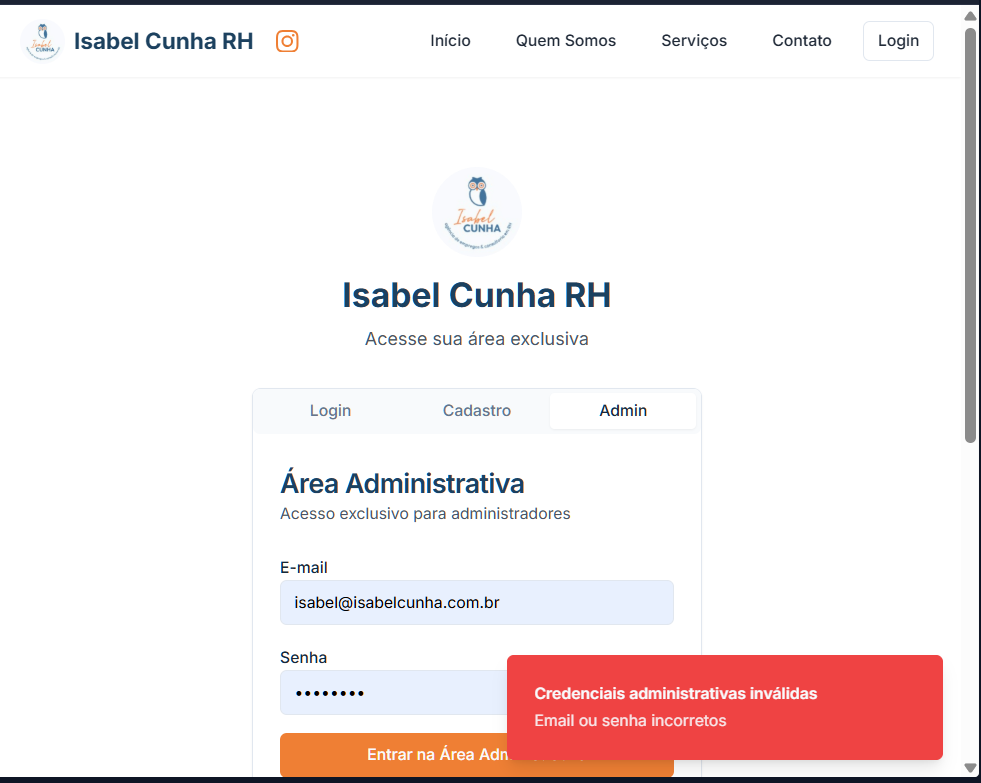 Isabel Cunha RH
Início
Quem Somos
Serviços
Contato
Login
Isabel
CUNHA
Isabel Cunha RH
Acesse sua área exclusiva
Login
Cadastro
Admin
Área Administrativa
Acesso exclusivo para administradores
E-mail
isabel@isabelcunha.com.br
Senha
Credenciais administrativas inválidas
Email ou senha incorretos
Entrar na Área Adm